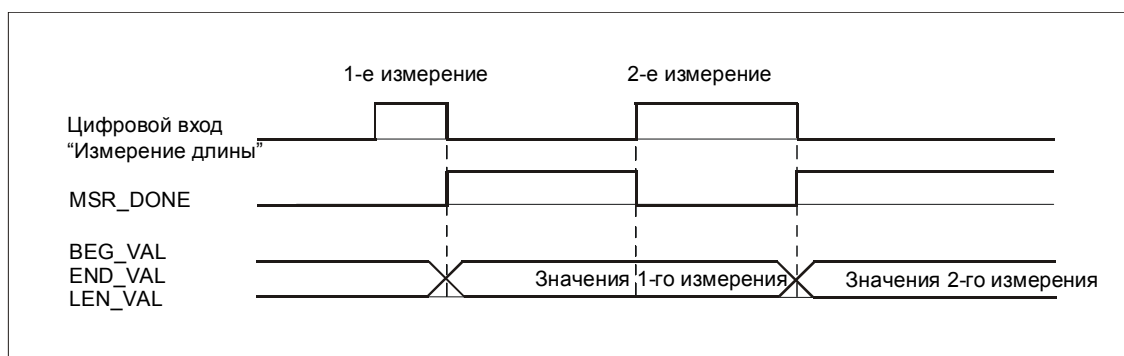 1-е измерение
2-е измерение
Цифровой вход
“Измерение длины”
MSR_DONE
BEG_VAL
END_VAL
LEN_VAL
Значения 1-го измерения
Значения 2-го измерения